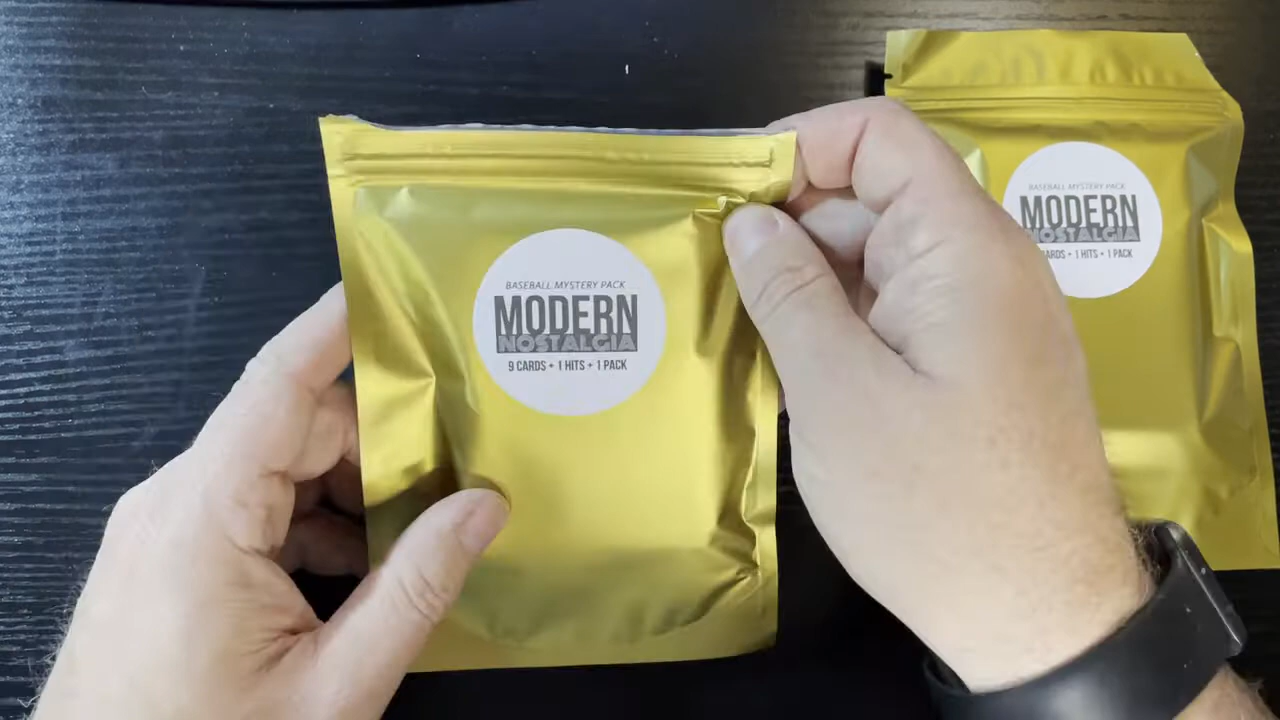 BASEBALL MYSTERY PACK
MODERN
NOSTALGIA
9 CARDS + 1 HITS + 1 PACK
BASEBALL MYSTERY PACK
MODERN
NOSTALGIA
CARDS + 1 HITS + 1 PACK